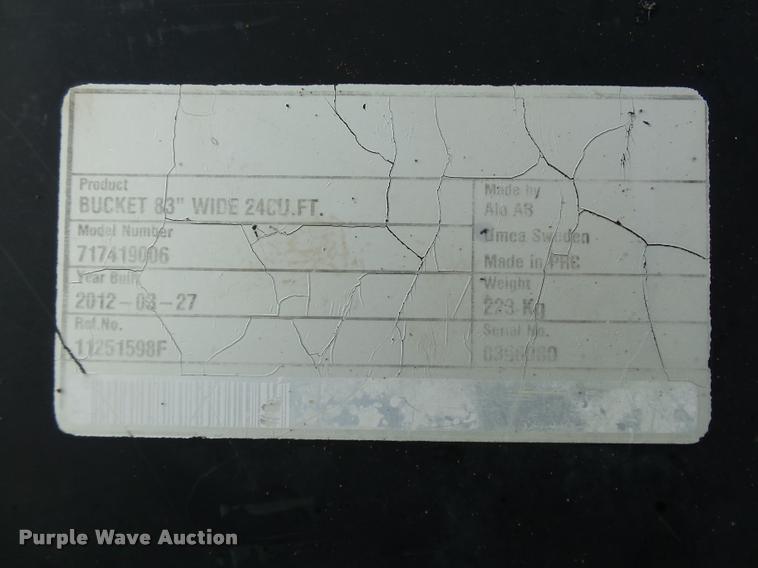 Product
BUCKET 83" WIDE 24CU.FT.
Model Number
717419006
Year Built
2012-03-27
Ref.No.
11251598F
Made by
Alo AB
Umea Sweden
Made in PRC
Weight
223 Kg
Serial No.
Purple Wave Auction